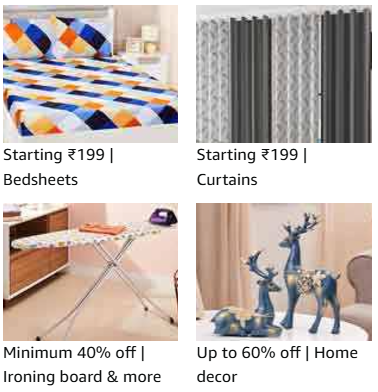 Starting ₹199 |
Bedsheets
Starting ₹199 |
Curtains
Minimum 40% off |
Ironing board & more
Up to 60% off | Home
decor